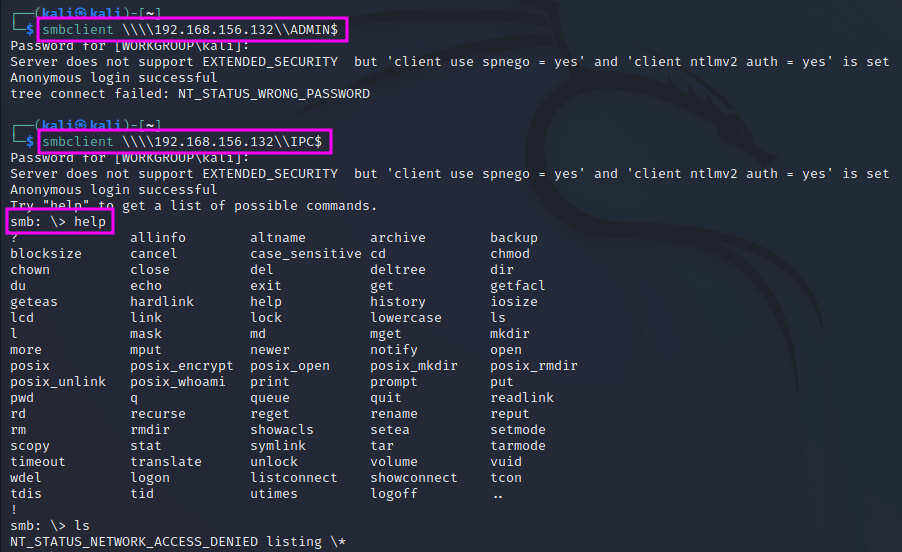 ┌──(kali㉿kali)-[~]
└─$ smbclient \\\\192.168.156.132\\ADMIN$
Password for [WORKGROUP\kali]:
Server does not support EXTENDED_SECURITY  but 'client use spnego = yes' and 'client ntlmv2 auth = yes' is set
Anonymous login successful
tree connect failed: NT_STATUS_WRONG_PASSWORD
┌──(kali㉿kali)-[~]
└─$ smbclient \\\\192.168.156.132\\IPC$
Password for [WORKGROUP\kali]:
Server does not support EXTENDED_SECURITY  but 'client use spnego = yes' and 'client ntlmv2 auth = yes' is set
Anonymous login successful
Try "help" to get a list of possible commands.
smb: \> help
?              allinfo        altname        archive        backup
blocksize      cancel         case_sensitive cd             chmod
chown          close          del            deltree        dir
du             echo           exit           get            getfacl
geteas         hardlink       help           history        iosize
lcd            link           lock           lowercase      ls
l              mask           md             mget           mkdir
more           mput           newer          notify         open
posix          posix_encrypt  posix_open     posix_mkdir    posix_rmdir
posix_unlink   posix_whoami   print          prompt         put
pwd            q              queue          quit           readlink
rd             recurse        reget          rename         reput
rm             rmdir          showacls       setea          setmode
scopy          stat           symlink        tar            tarmode
timeout        translate      unlock         volume         vuid
wdel           logon          listconnect    showconnect    tcon
tdis           tid            utimes         logoff         ..
!
smb: \> ls
NT_STATUS_NETWORK_ACCESS_DENIED listing \*